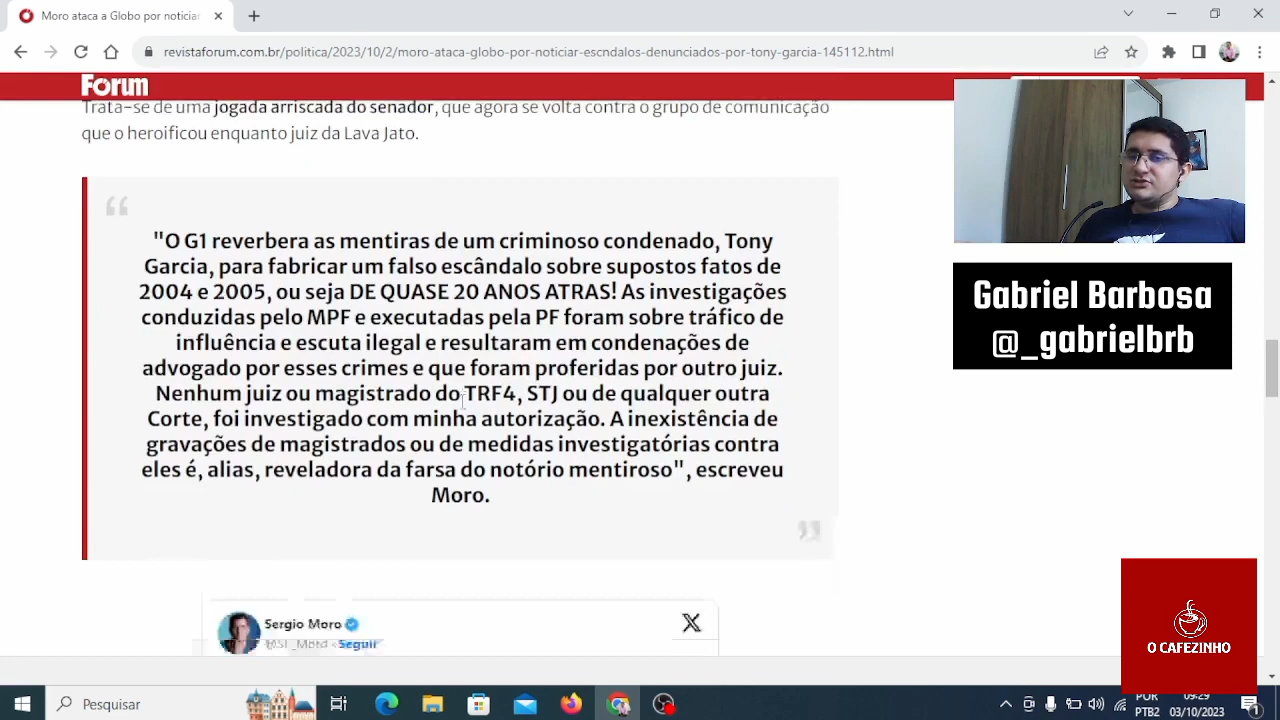 Moro ataca a Globo por noticiar
revistaforum.com.br/politica/2023/10/2/moro-ataca-globo-por-noticiar-escndalos-denunciados-por-tony-garcia-145112.html
Forum
Trata-se de uma jogada arriscada do senador, que agora se volta contra o grupo de comunicação
que o heroificou enquanto juiz da Lava Jato.
"O G1 reverbera as mentiras de um criminoso condenado, Tony
Garcia, para fabricar um falso escândalo sobre supostos fatos de
2004 e 2005, ou seja DE QUASE 20 ANOS ATRAS! As investigações
conduzidas pelo MPF e executadas pela PF foram sobre tráfico de
influência e escuta ilegal e resultaram em condenações de
advogado por esses crimes e que foram proferidas por outro juiz.
Nenhum juiz ou magistrado do TRF4, STJ ou de qualquer outra
Corte, foi investigado com minha autorização. A inexistência de
gravações de magistrados ou de medidas investigatórias contra
eles é, alias, reveladora da farsa do notório mentiroso", escreveu
Moro.
Sergio Moro
Seguir
Gabriel Barbosa
@_gabrielbrb
O CAFEZINHO
Pesquisar
POR
PTB2
09:29
03/10/2023